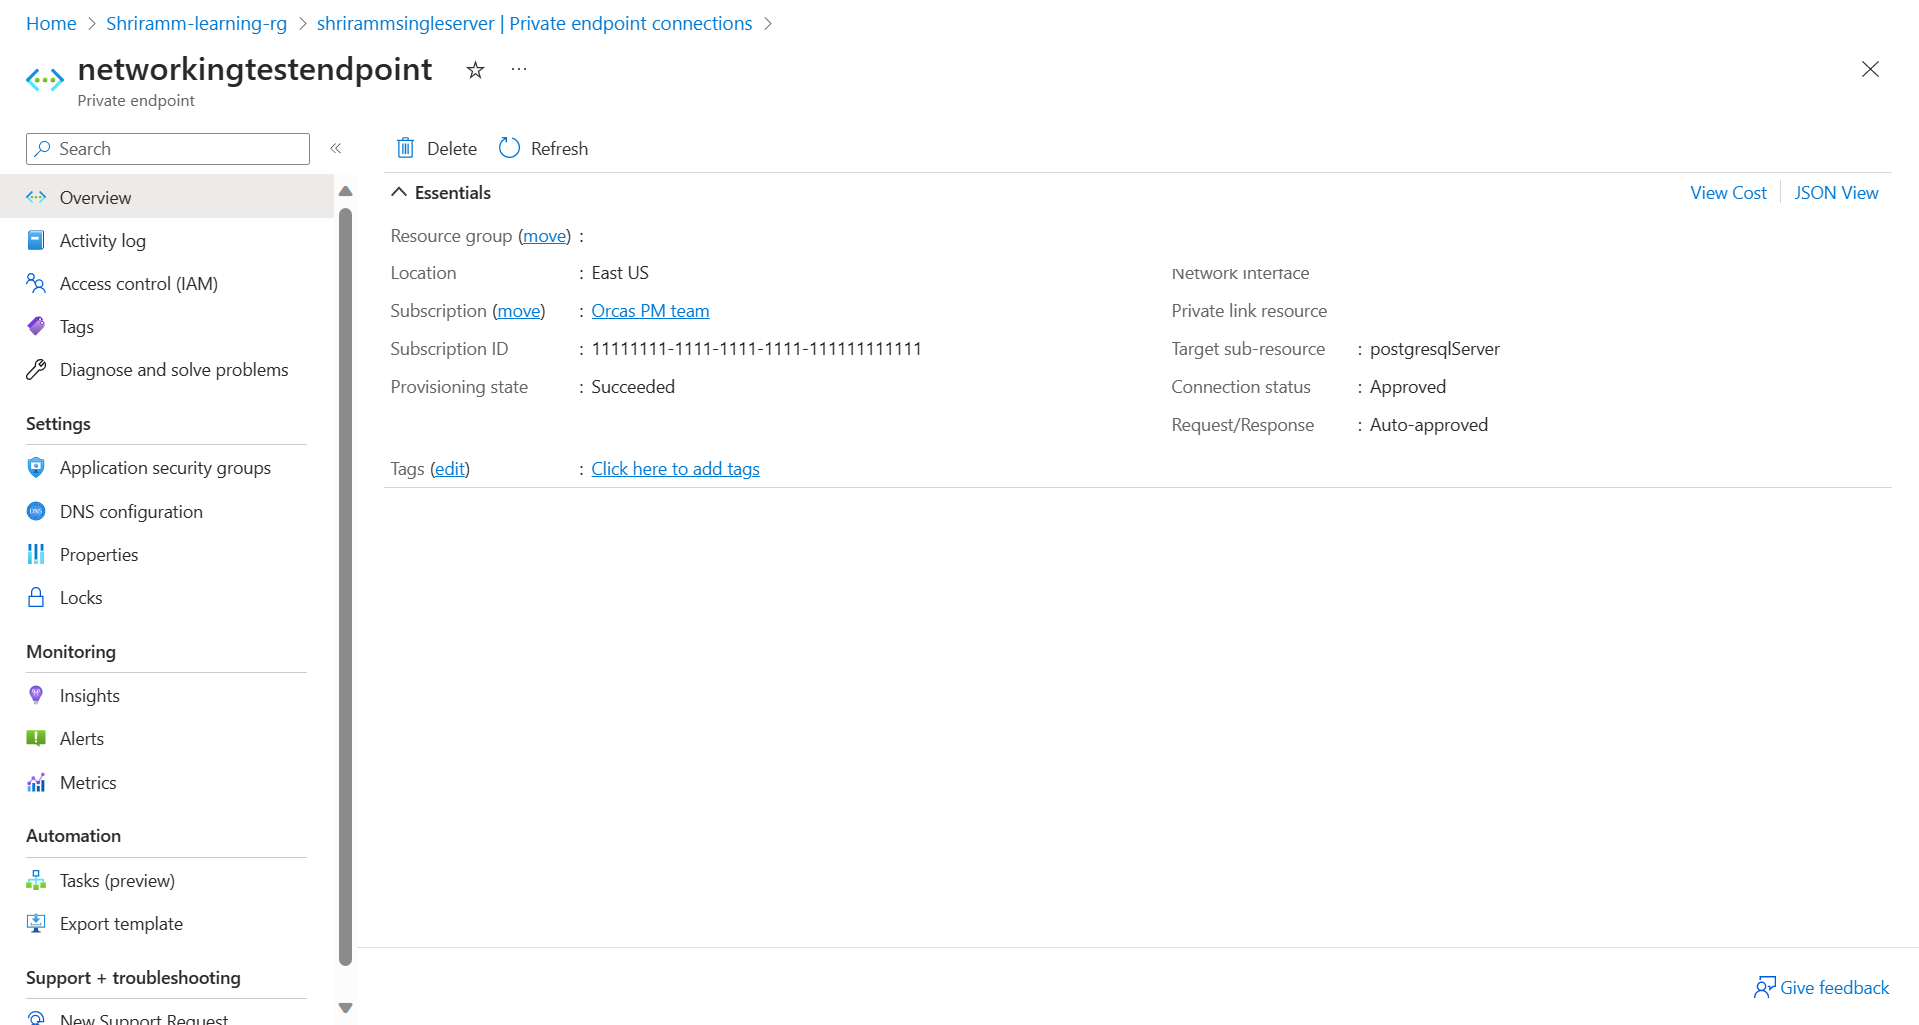 Home > Shriramm-learning-rg > shrirammsingleserver | Private endpoint connections >
networkingtestendpoint
Private endpoint
Search
Overview
Activity log
Access control (IAM)
Tags
Diagnose and solve problems
Settings
Application security groups
DNS configuration
Properties
Locks
Monitoring
Insights
Alerts
Metrics
Automation
Tasks (preview)
Export template
Support + troubleshooting
New Support Request
Delete Refresh
Essentials
View Cost JSON View
Resource group (move) :
Location : East US
Subscription (move) : Orcas PM team
Subscription ID : 11111111-1111-1111-1111-111111111111
Provisioning state : Succeeded
Network interface
Private link resource
Target sub-resource : postgresqlServer
Connection status : Approved
Request/Response : Auto-approved
Tags (edit) : Click here to add tags
Give feedback